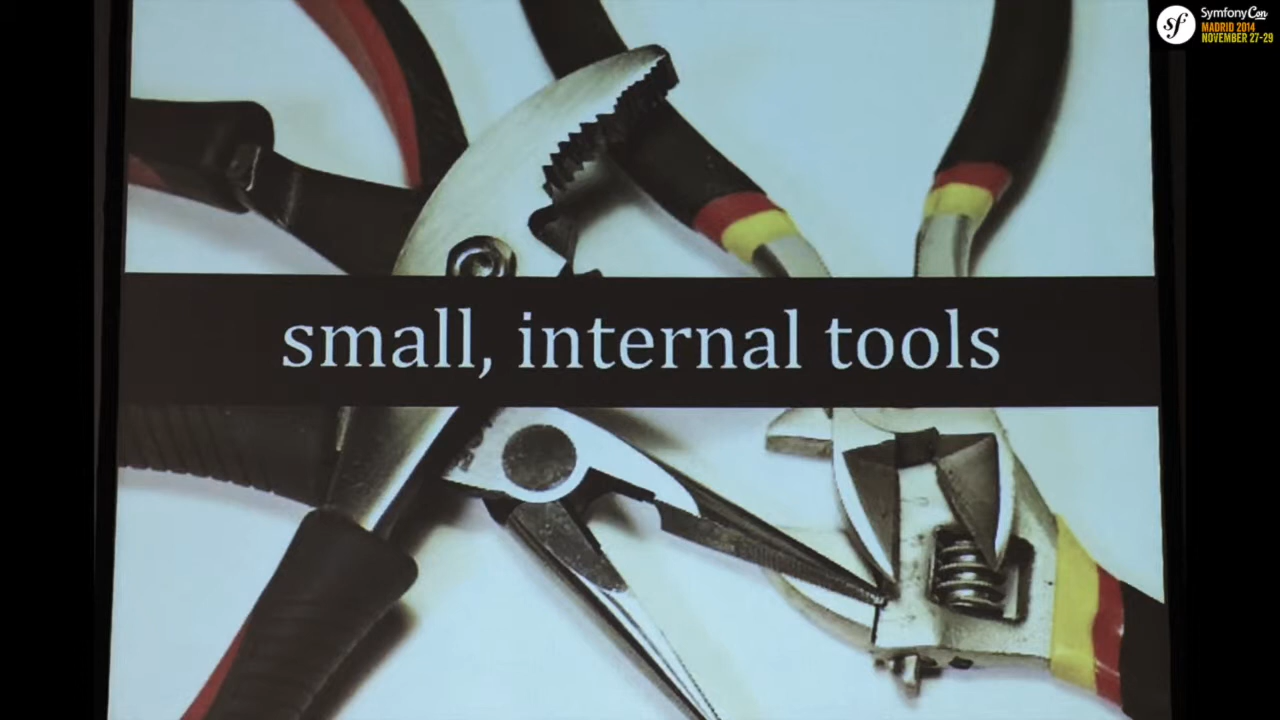 SymfonyCon
MADRID 2014
NOVEMBER 27-29
sf
small, internal tools